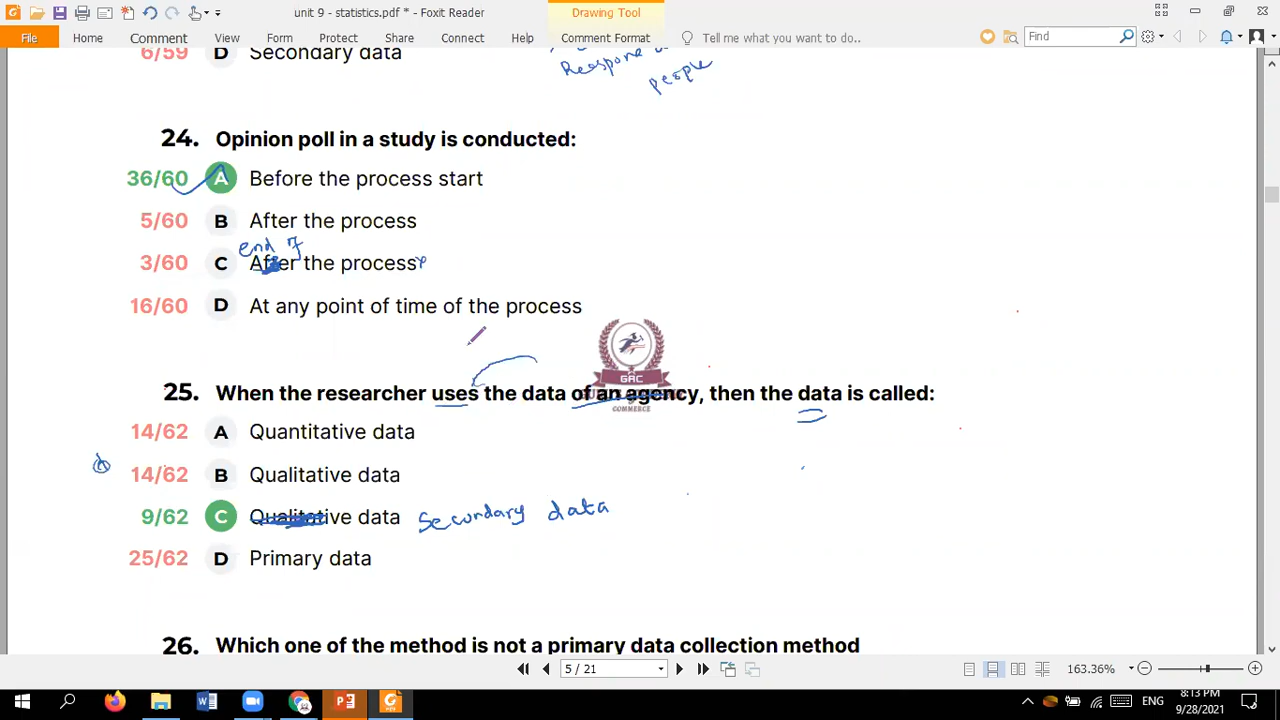 unit 9 - statistics.pdf * - Foxit Reader
Drawing Tool
File
Home
Comment
View
Form
Protect
Share
Connect
Help
Comment Format
Tell me what you want to do..
Find
6/59 D Secondary data
Response
people
24. Opinion poll in a study is conducted:
36/60 A Before the process start
5/60 B After the process
end of
3/60 C After the process
16/60 D At any point of time of the process
GAC
COMMERCE
25. When the researcher uses the data of an agency, then the data is called:
14/62 A Quantitative data
14/62 B Qualitative data
9/62 C Qualitative data Secondary data
25/62 D Primary data
26. Which one of the method is not a primary data collection method
5 / 21
163.36%
ENG
8:13 PM
9/28/2021